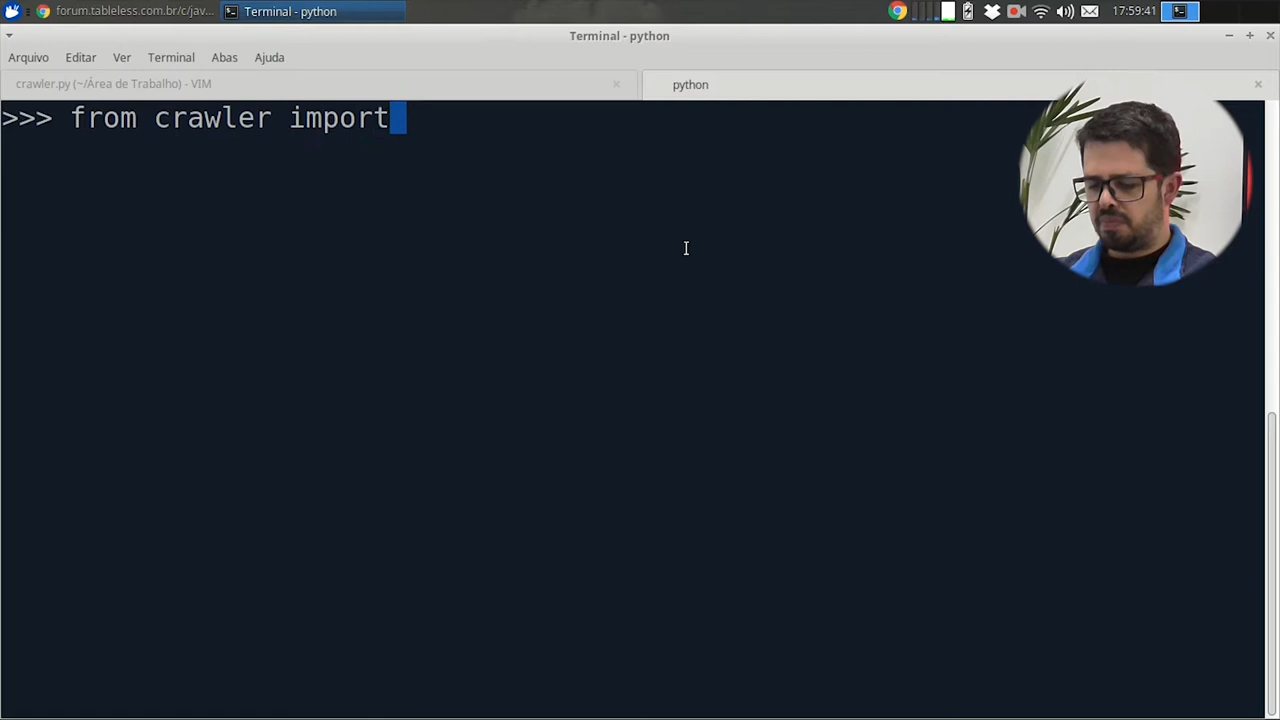 forum.tableless.com.br/c/jav...
Terminal - python
17:59:41
Terminal - python
Arquivo Editar Ver Terminal Abas Ajuda
crawler.py (~/Área de Trabalho) - VIM
python
>>> from crawler import